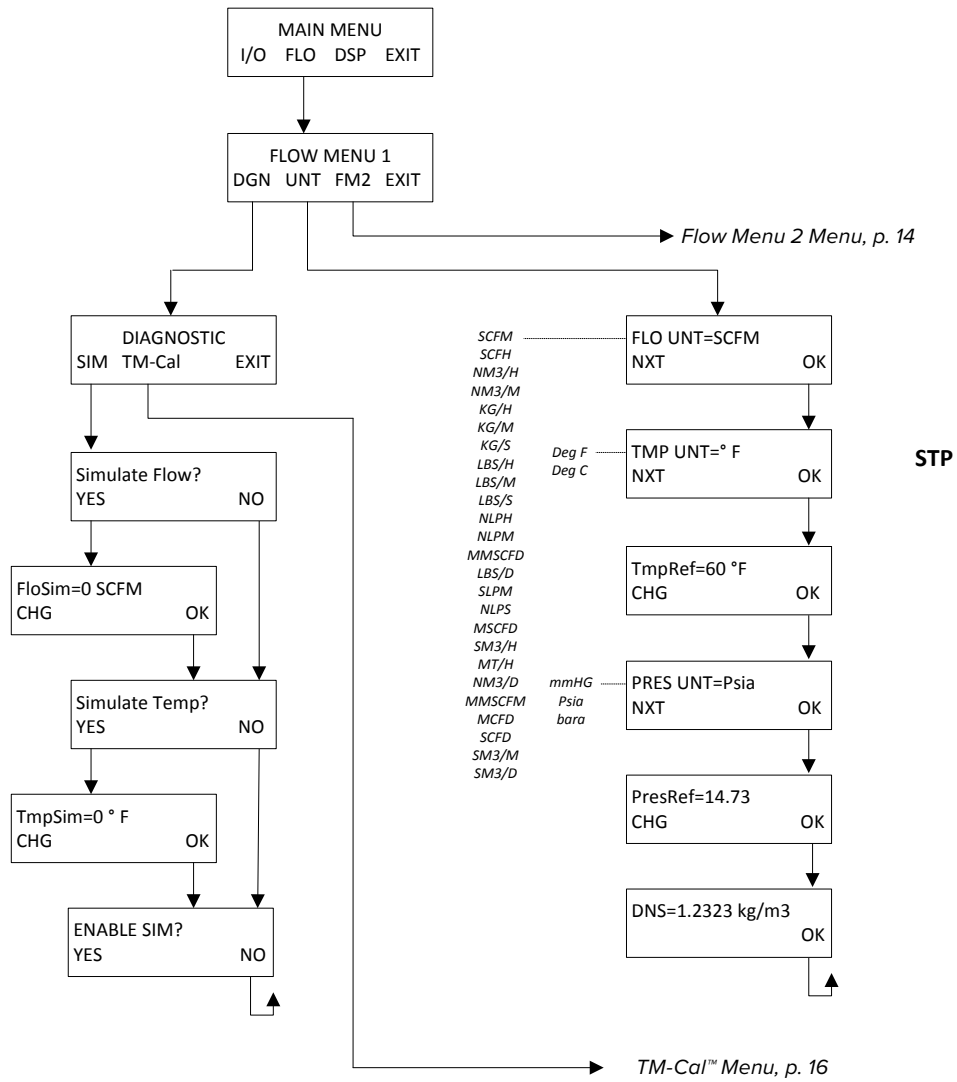 MAIN MENU
I/O FLO DSP EXIT
FLOW MENU 1
DGN UNT FM2 EXIT
Flow Menu 2 Menu, p. 14
DIAGNOSTIC
SIM TM-Cal EXIT
Simulate Flow?
YES NO
FloSim=0 SCFM
CHG OK
Simulate Temp?
YES NO
TmpSim=0 ° F
CHG OK
ENABLE SIM?
YES NO
SCFM
SCFH
NM3/H
NM3/M
KG/H
KG/M
KG/S
LBS/H
LBS/M
LBS/S
NLPH
NLPM
MMSCFD
LBS/D
SLPM
NLPS
MSCFD
SM3/H
MT/H
NM3/D
MMSCFM
MCFD
SCFD
SM3/M
SM3/D
FLO UNT=SCFM
NXT OK
Deg F
Deg C
TMP UNT=° F
NXT OK
STP
TmpRef=60 °F
CHG OK
mmHG
Psia
bara
PRES UNT=Psia
NXT OK
PresRef=14.73
CHG OK
DNS=1.2323 kg/m3
OK
TM-Cal™ Menu, p. 16